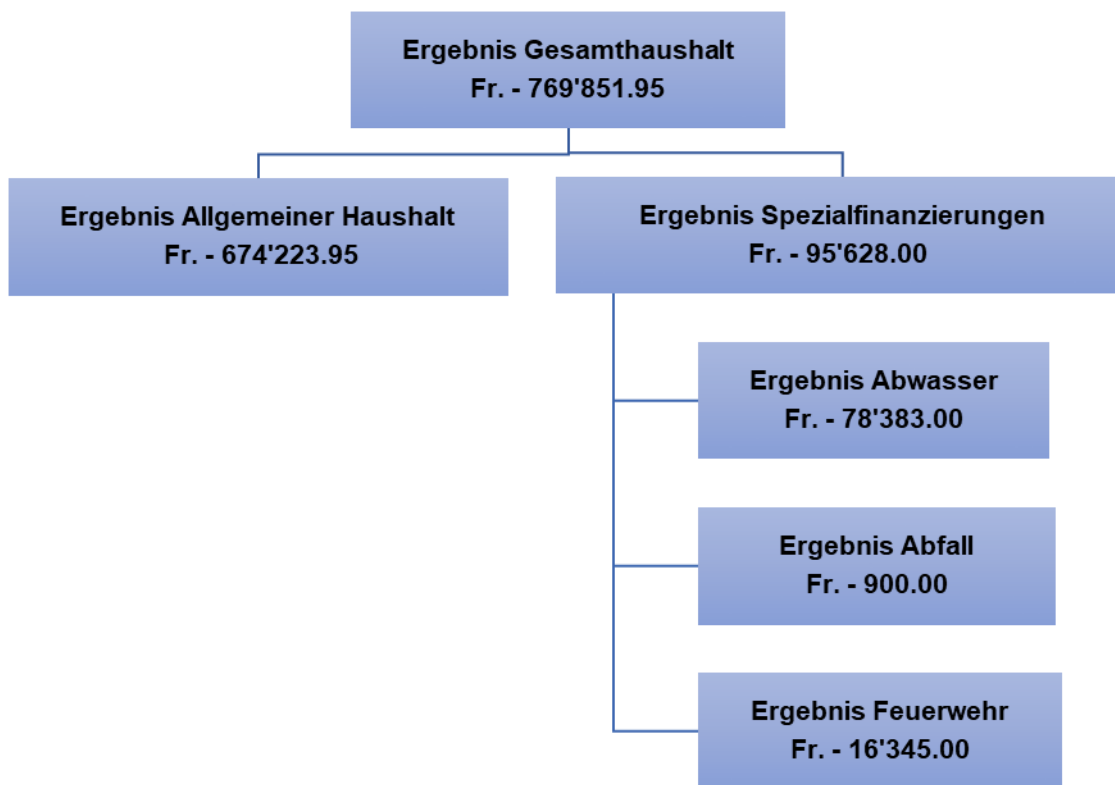 Ergebnis Gesamthaushalt
Fr. - 769'851.95
Ergebnis Allgemeiner Haushalt
Fr. - 674'223.95
Ergebnis Spezialfinanzierungen
Fr. - 95'628.00
Ergebnis Abwasser
Fr. - 78'383.00
Ergebnis Abfall
Fr. - 900.00
Ergebnis Feuerwehr
Fr. - 16'345.00